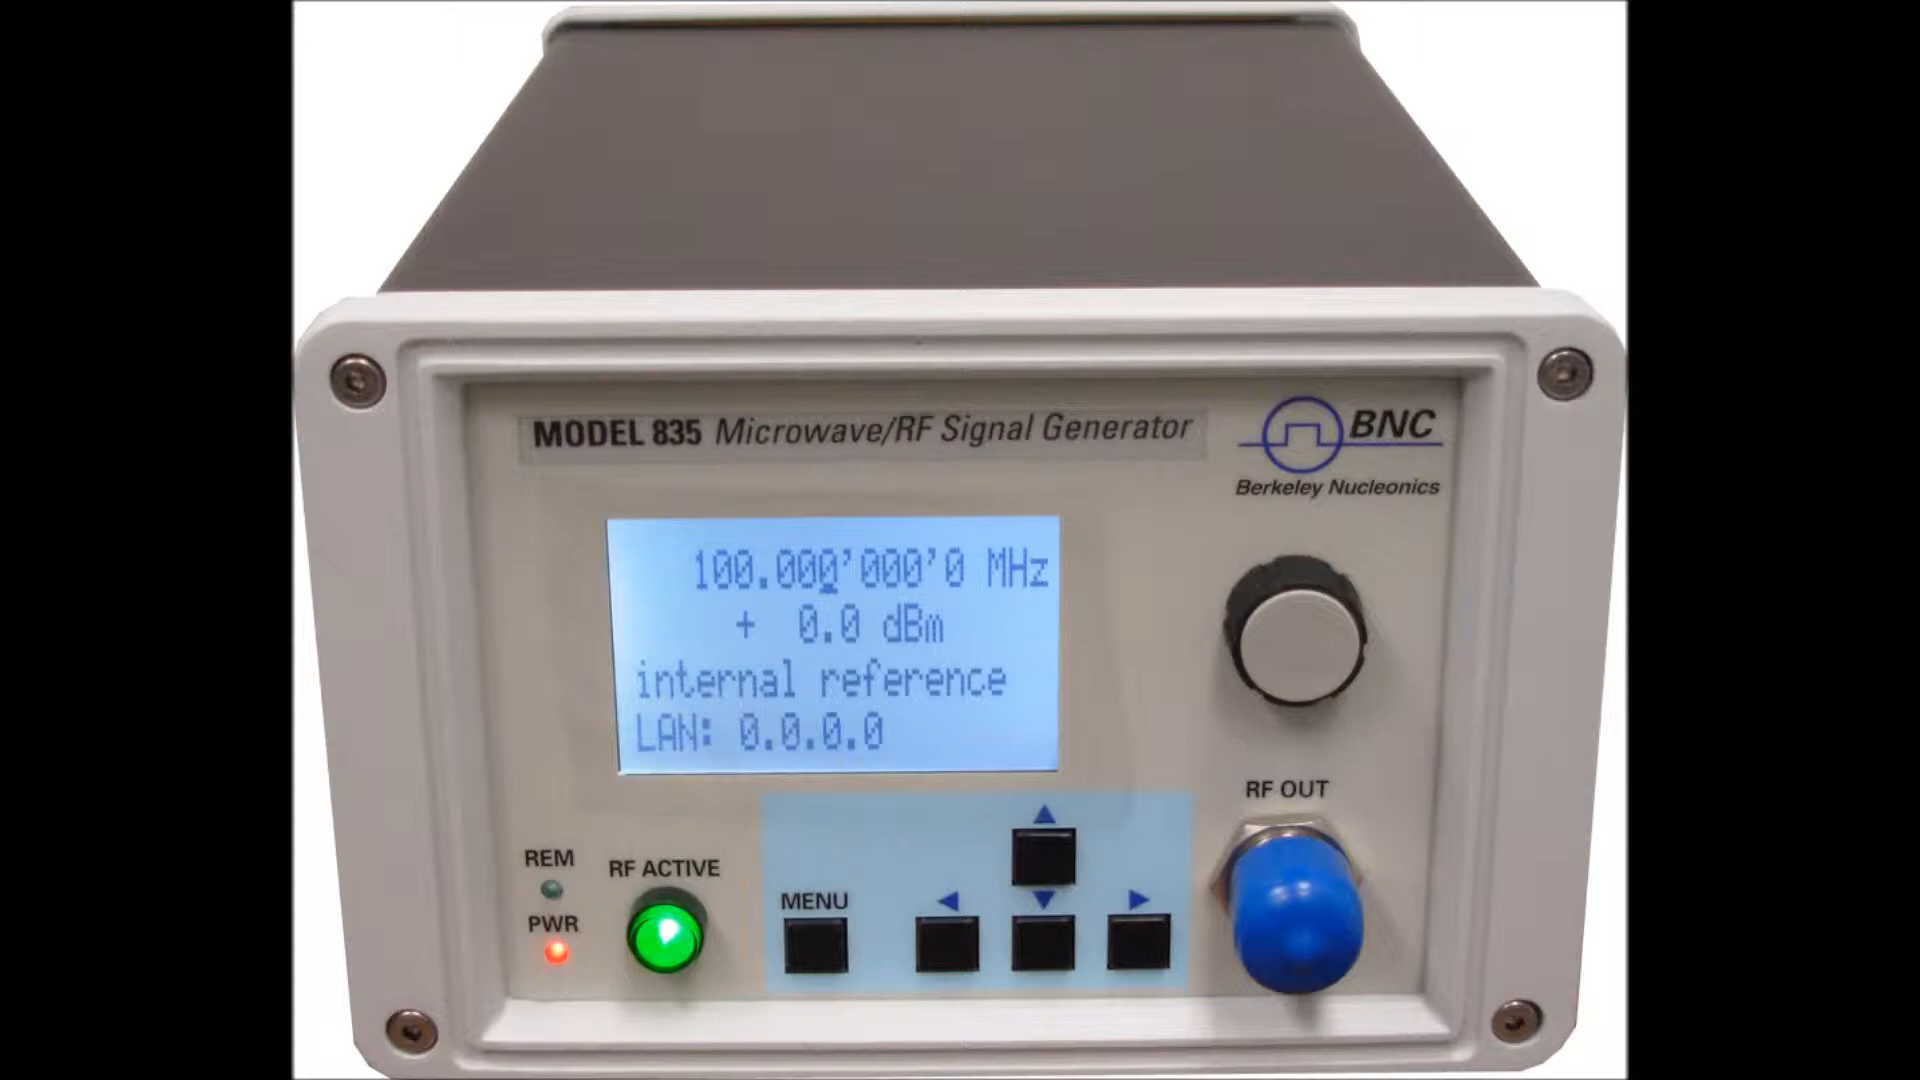 MODEL 835 Microwave/RF Signal Generator
BNC
Berkeley Nucleonics
100.000'000'0 MHz
+ 0.0 dBm
internal reference
LAN: 0.0.0.0
RF OUT
REM
RF ACTIVE
PWR
MENU